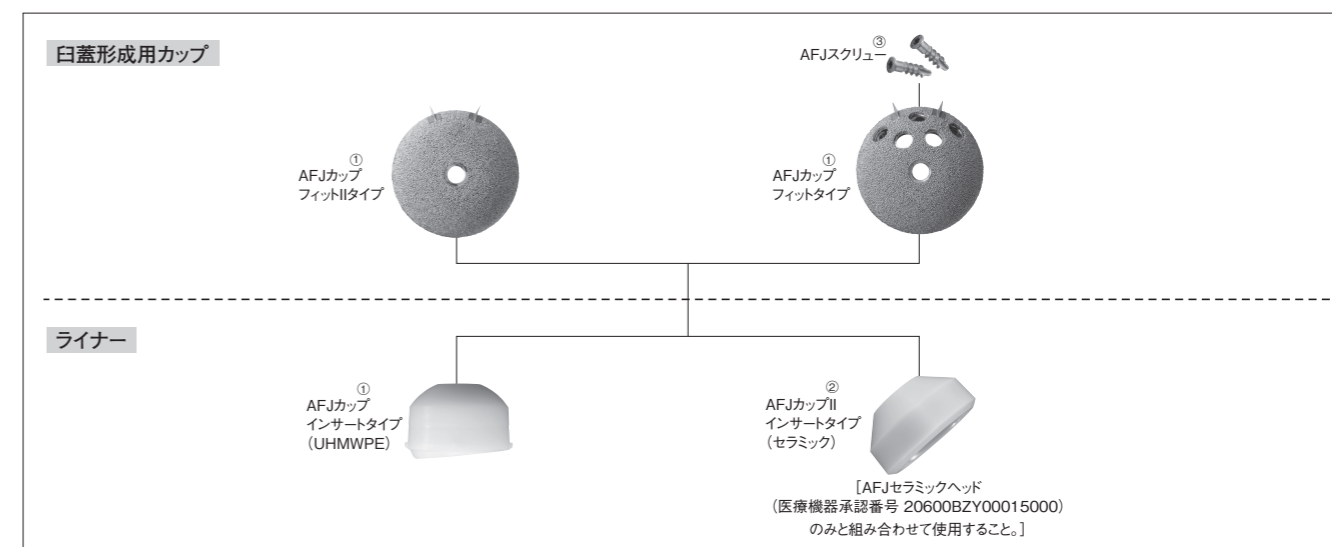 臼蓋形成用カップ
③
AFJスクリュー
①
AFJカップ
フィットIIタイプ
①
AFJカップ
フィットタイプ
ライナー
①
AFJカップ
インサートタイプ
（UHMWPE）
②
AFJカップII
インサートタイプ
（セラミック）
［AFJセラミックヘッド
（医療機器承認番号 20600BZY00015000）
のみと組み合わせて使用すること。］